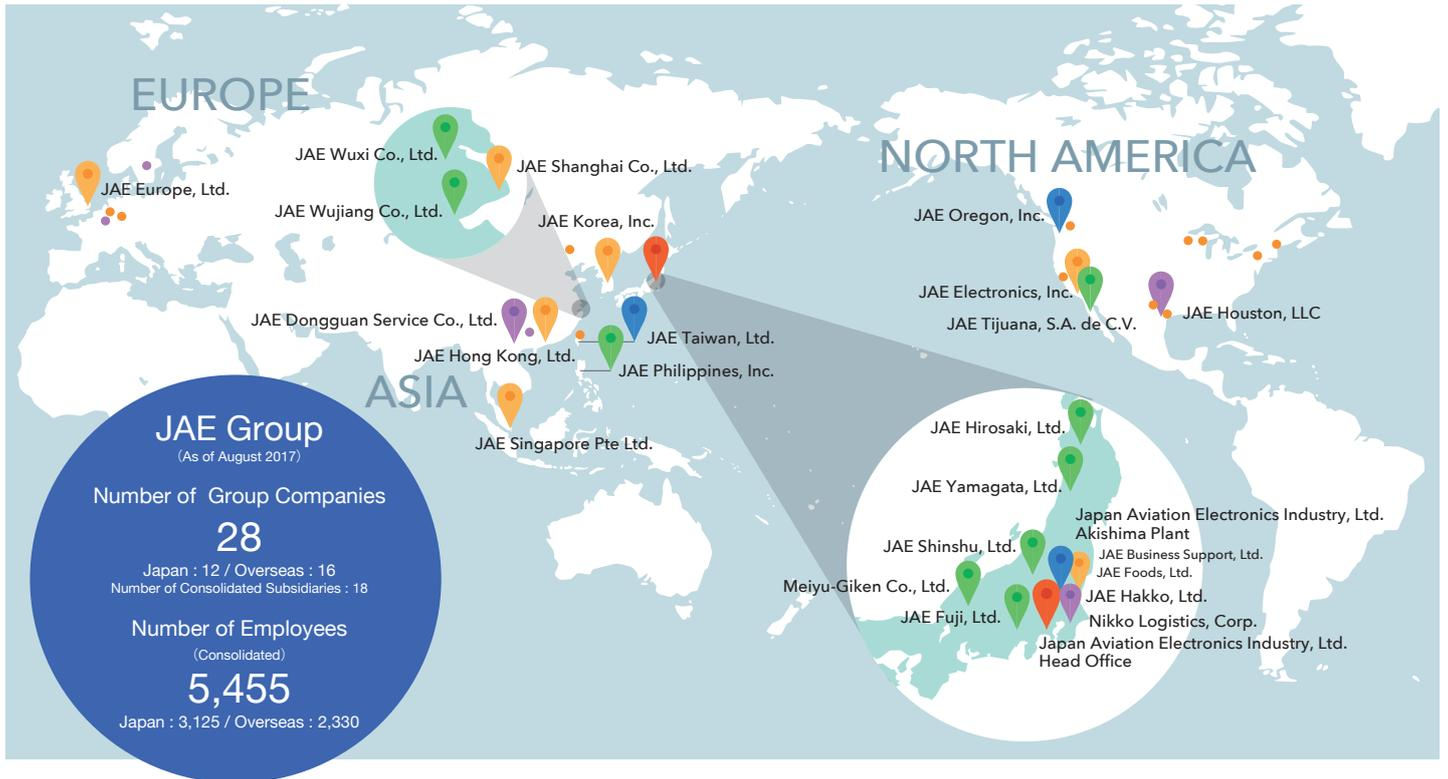 EUROPE
NORTH AMERICA
JAE Wuxi Co., Ltd.
JAE Shanghai Co., Ltd.
JAE Europe, Ltd.
JAE Wujiang Co., Ltd.
JAE Korea, Inc.
JAE Oregon, Inc.
JAE Electronics, Inc.
JAE Houston, LLC
JAE Tijuana, S.A. de C.V.
JAE Dongguan Service Co., Ltd.
JAE Taiwan, Ltd.
JAE Hong Kong, Ltd.
JAE Philippines, Inc.
ASIA
JAE Singapore Pte Ltd.
JAE Group
(As of August 2017)
Number of Group Companies
28
Japan : 12 / Overseas : 16
Number of Consolidated Subsidiaries : 18
Number of Employees
(Consolidated)
5,455
Japan : 3,125 / Overseas : 2,330
JAE Hirosaki, Ltd.
JAE Yamagata, Ltd.
Japan Aviation Electronics Industry, Ltd.
Akishima Plant
JAE Shinshu, Ltd.
JAE Business Support, Ltd.
JAE Foods, Ltd.
Meiyu-Giken Co., Ltd.
JAE Hakko, Ltd.
JAE Fuji, Ltd.
Nikko Logistics, Corp.
Japan Aviation Electronics Industry, Ltd.
Head Office